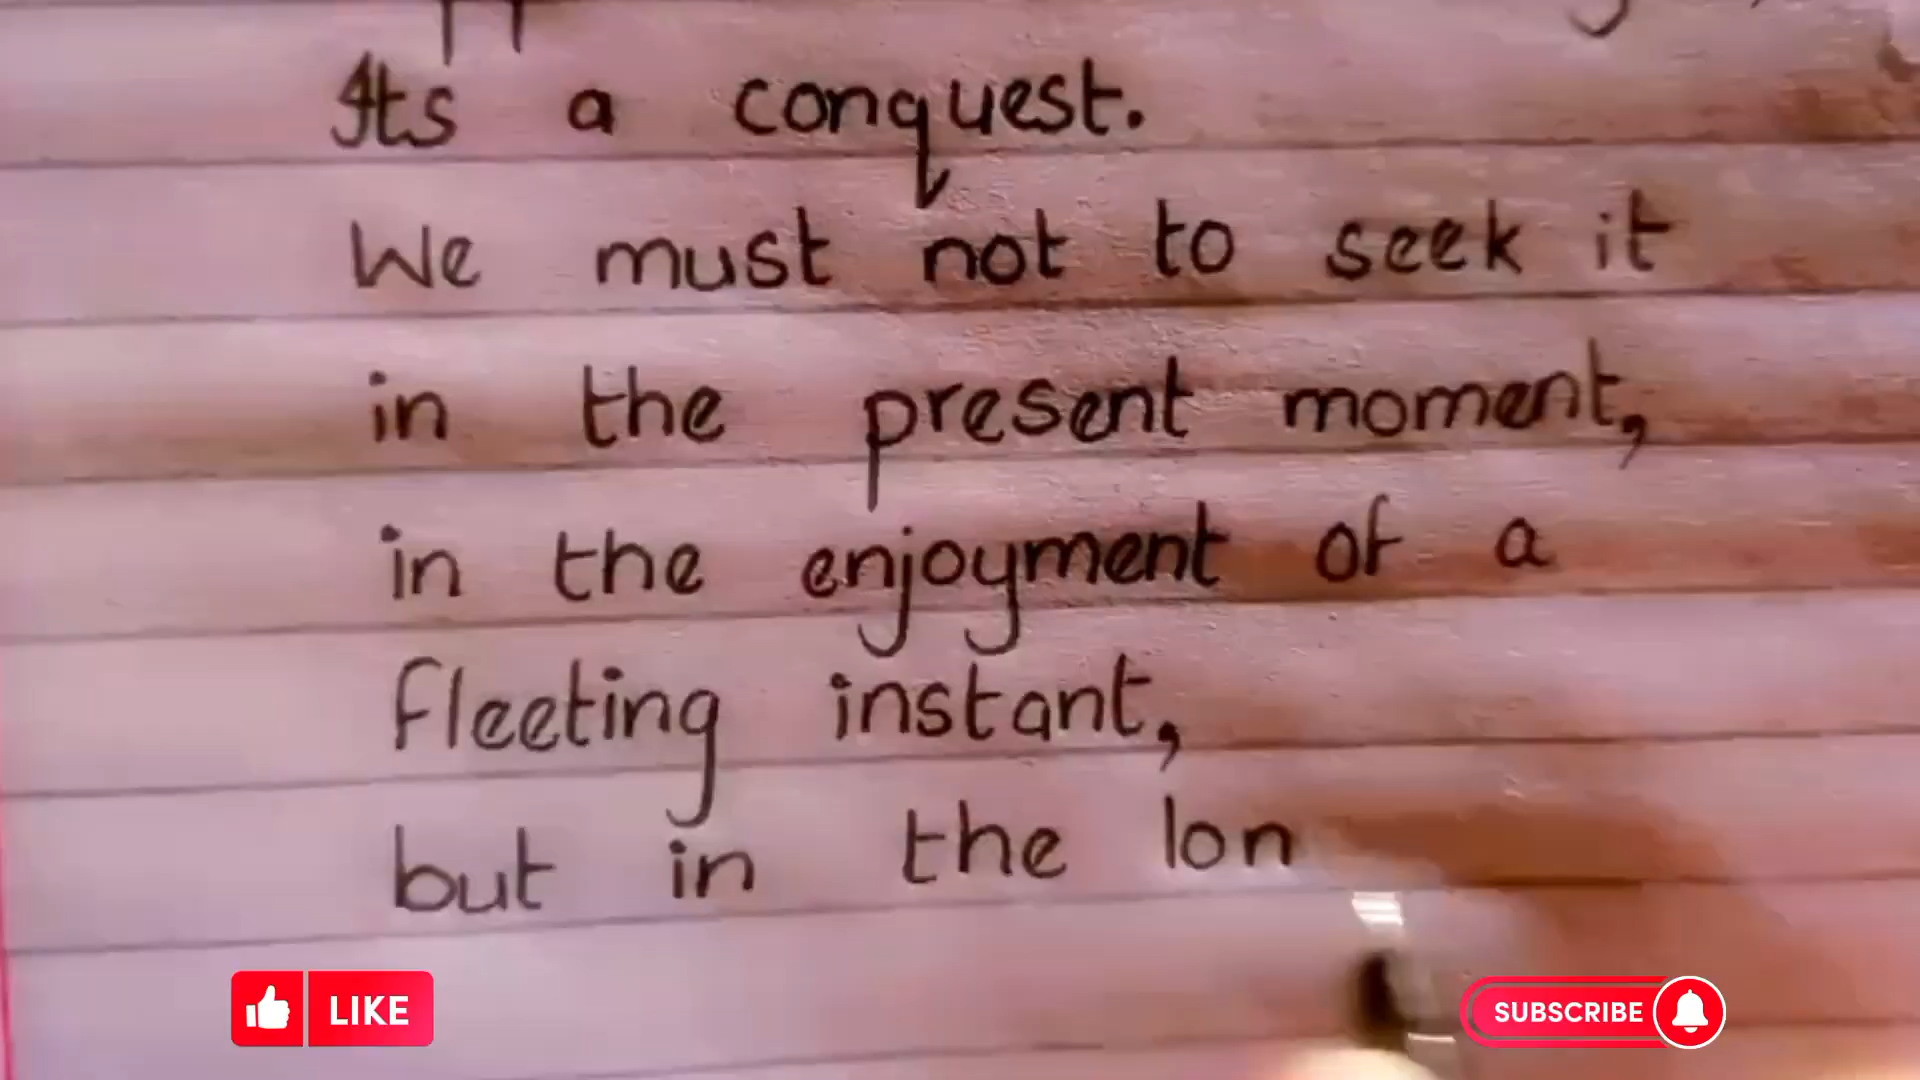 Its a conquest.
We must not to seek it
in the present moment,
in the enjoyment of a
fleeting instant,
but in the lon
LIKE
SUBSCRIBE